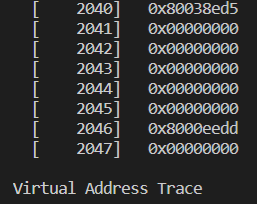 [    2040]   0x80038ed5
[    2041]   0x00000000
[    2042]   0x00000000
[    2043]   0x00000000
[    2044]   0x00000000
[    2045]   0x00000000
[    2046]   0x8000eedd
[    2047]   0x00000000
Virtual Address Trace